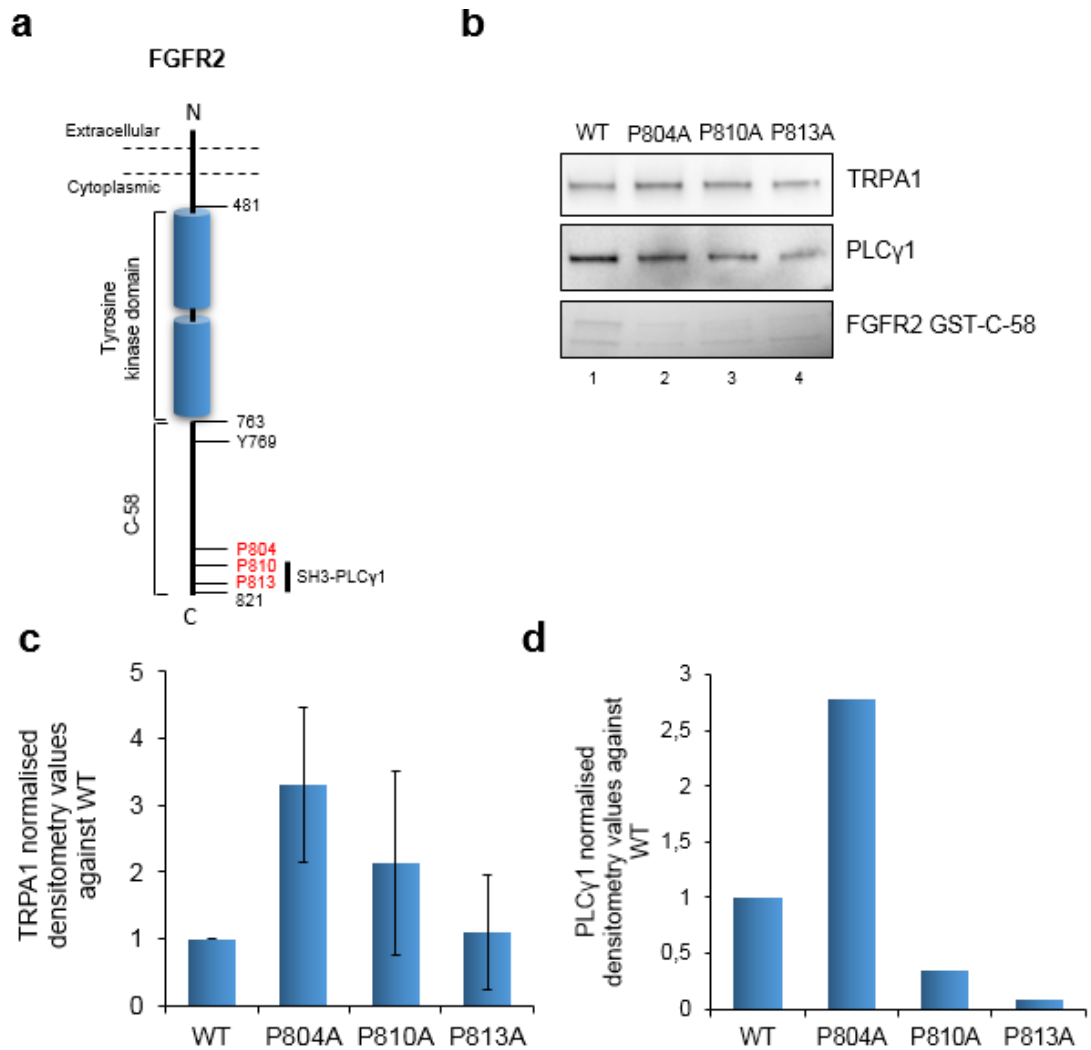 a
FGFR2
N
Extracellular
Cytoplasmic
481
Tyrosine
kinase domain
763
Y769
C-58
P804
P810
P813
SH3-PLCγ1
821
C
b
WT P804A P810A P813A
TRPA1
PLCγ1
FGFR2 GST-C-58
1 2 3 4
c
TRPA1 normalised
densitometry values
against WT
5
4
3
2
1
0
WT P804A P810A P813A
d
PLCγ1 normalised
densitometry values against
WT
3
2,5
2
1,5
1
0,5
0
WT P804A P810A P813A